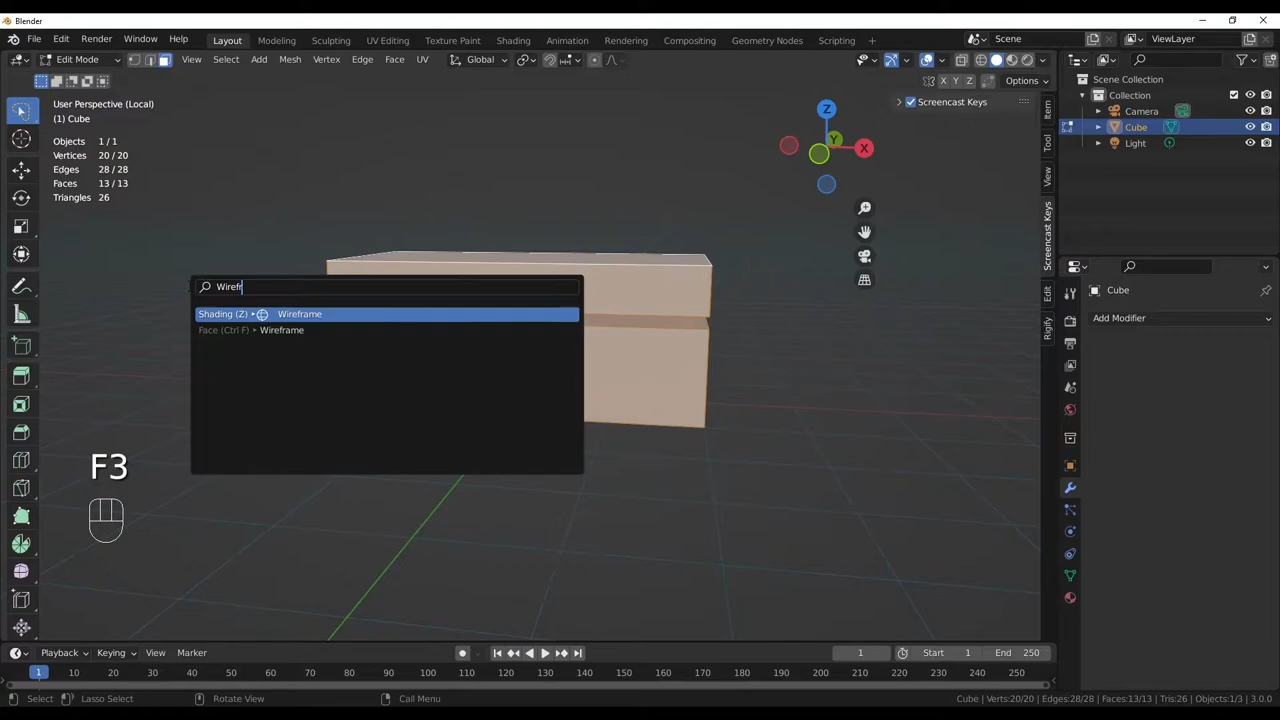 Blender
File Edit Render Window Help
Layout Modeling Sculpting UV Editing Texture Paint Shading Animation Rendering Compositing Geometry Nodes Scripting +
Scene
ViewLayer
Edit Mode
View Select Add Mesh Vertex Edge Face UV
Global
X Y Z
Options
User Perspective (Local)
(1) Cube
Objects 1 / 1
Vertices 20 / 20
Edges 28 / 28
Faces 13 / 13
Triangles 26
Screencast Keys
Z
Y
X
Item
Tool
View
Screencast Keys
Edit
Rigify
Scene Collection
Collection
Camera
Cube
Light
Cube
Add Modifier
Wirefr
Shading (Z) Wireframe
Face (Ctrl F) Wireframe
F3
Playback Keying View Marker
1
Start 1
End 250
1 10 20 30 40 50 60 70 80 90 100 110 120 130 140 150 160 170 180 190 200 210 220 230 240 250
Select
Lasso Select
Rotate View
Call Menu
Cube | Verts:20/20 | Edges:28/28 | Faces:13/13 | Tris:26 | Objects:1/3 | 3.0.0